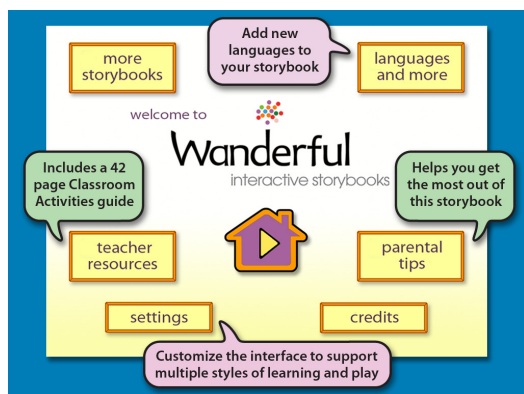 more
storybooks
Add new
languages to
your storybook
languages
and more
welcome to
Wanderful
interactive storybooks
Includes a 42
page Classroom
Activities guide
Helps you get
the most out of
this storybook
teacher
resources
parental
tips
settings
credits
Customize the interface to support
multiple styles of learning and play